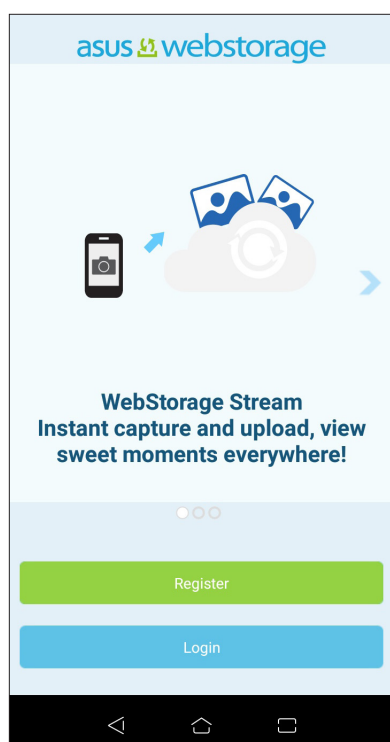 asus webstorage
WebStorage Stream
Instant capture and upload, view
sweet moments everywhere!
Register
Login